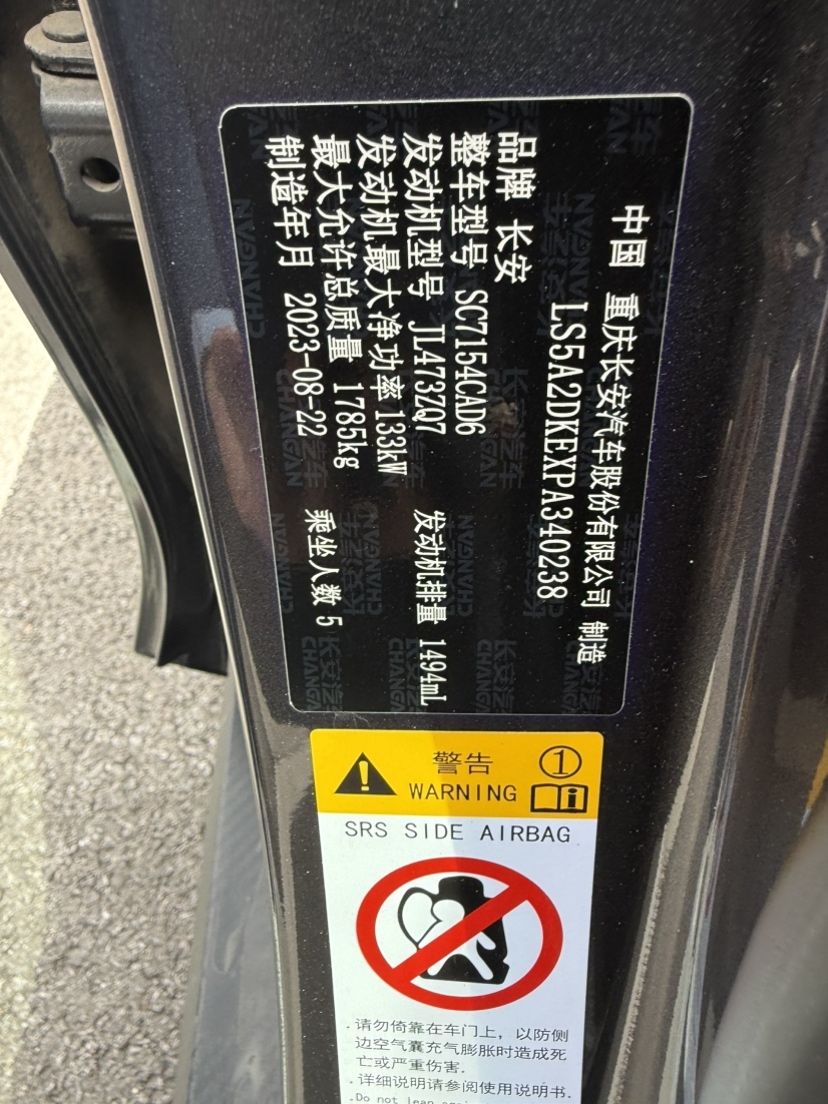 中国 重庆长安汽车股份有限公司 制造
LS5A2DKEXPA340238
品牌 长安
整车型号 SC7154CAD6
发动机型号 JL473ZQ7 发动机排量 1494mL
发动机最大净功率 133kW
最大允许总质量 1785kg
制造年月 2023-08-22 乘坐人数 5
警告 ①
WARNING
SRS SIDE AIRBAG
.请勿倚靠在车门上，以防侧
边空气囊充气膨胀时造成死
亡或严重伤害.
.详细说明请参阅使用说明书.
.Do not lean